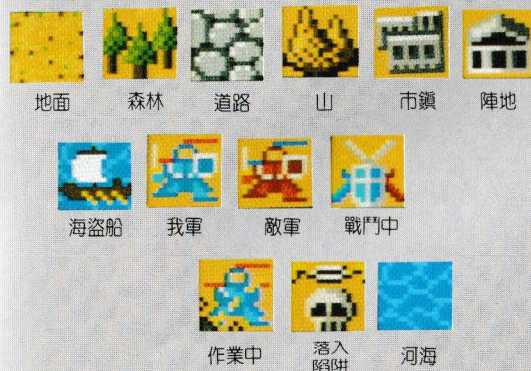 地面 森林 道路 山 市鎮 陣地
海盜船 我軍 敵軍 戰鬥中
作業中 落入 河海
陷阱